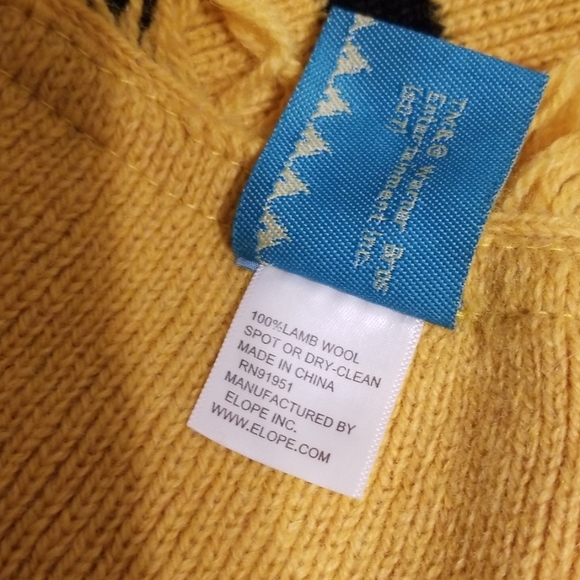 TM&© Warner Bros
Entertainment Inc.
(s07)
100%LAMB WOOL
SPOT OR DRY-CLEAN
MADE IN CHINA
RN91951
MANUFACTURED BY
ELOPE INC.
WWW.ELOPE.COM